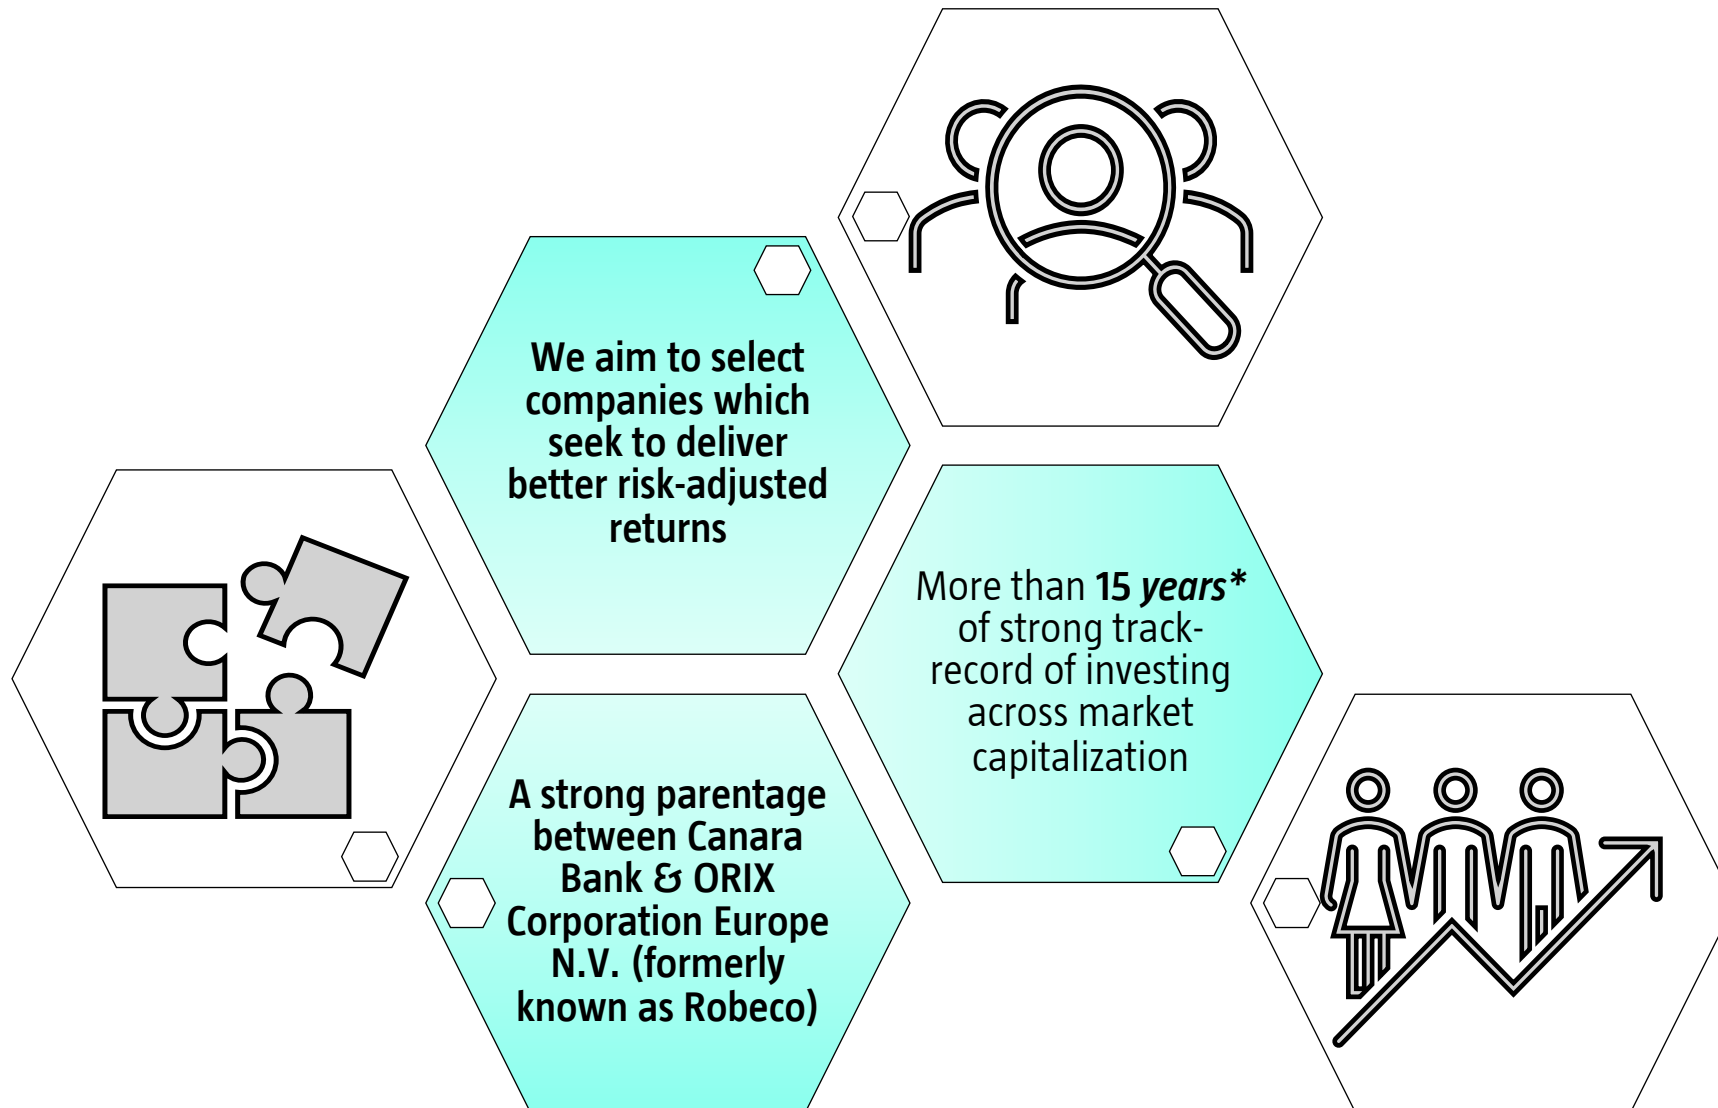 We aim to select
companies which
seek to deliver
better risk-adjusted
returns
More than 15 years*
of strong track-
record of investing
across market
capitalization
A strong parentage
between Canara
Bank & ORIX
Corporation Europe
N.V. (formerly
known as Robeco)